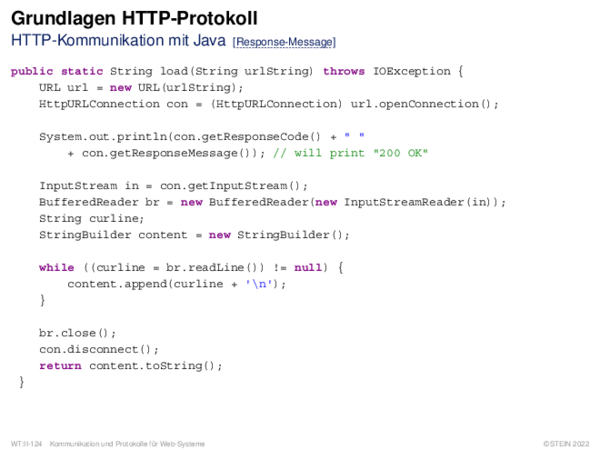 Grundlagen HTTP-Protokoll
HTTP-Kommunikation mit Java [Response-Message]
public static String load(String urlString) throws IOException {
    URL url = new URL(urlString);
    HttpURLConnection con = (HttpURLConnection) url.openConnection();
    System.out.println(con.getResponseCode() + " "
        + con.getResponseMessage()); // will print "200 OK"
    InputStream in = con.getInputStream();
    BufferedReader br = new BufferedReader(new InputStreamReader(in));
    String curline;
    StringBuilder content = new StringBuilder();
    while ((curline = br.readLine()) != null) {
        content.append(curline + '\n');
    }
    br.close();
    con.disconnect();
    return content.toString();
}
WT:II-124 Kommunikation und Protokolle für Web-Systeme ©STEIN 2022